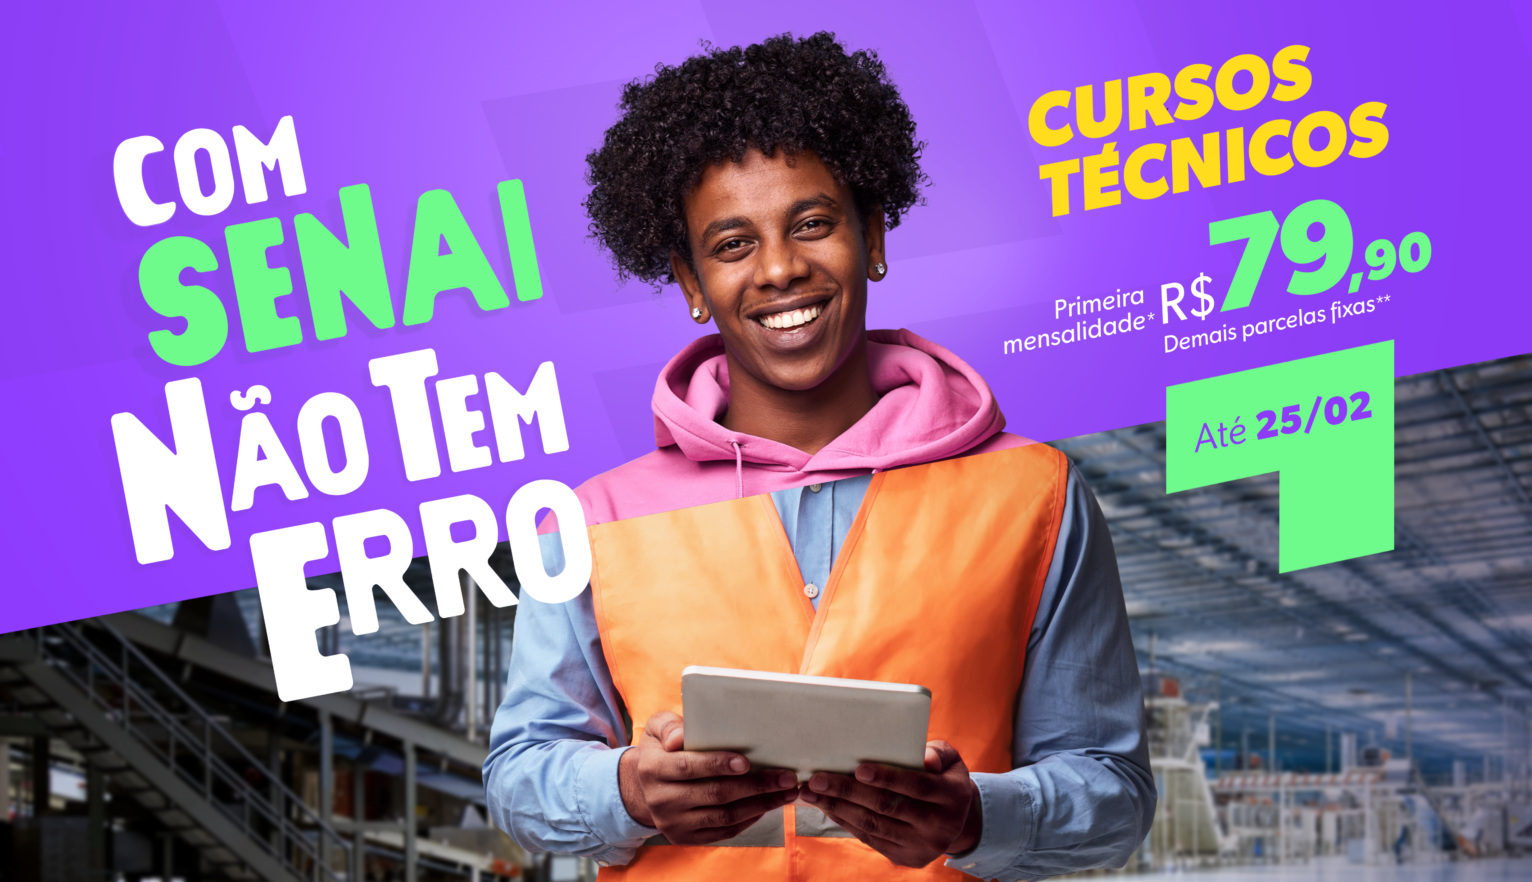 COM
SENAI
NÃO TEM
ERRO
CURSOS
TÉCNICOS
Primeira
mensalidade* R$79,90
Demais parcelas fixas**
Até 25/02